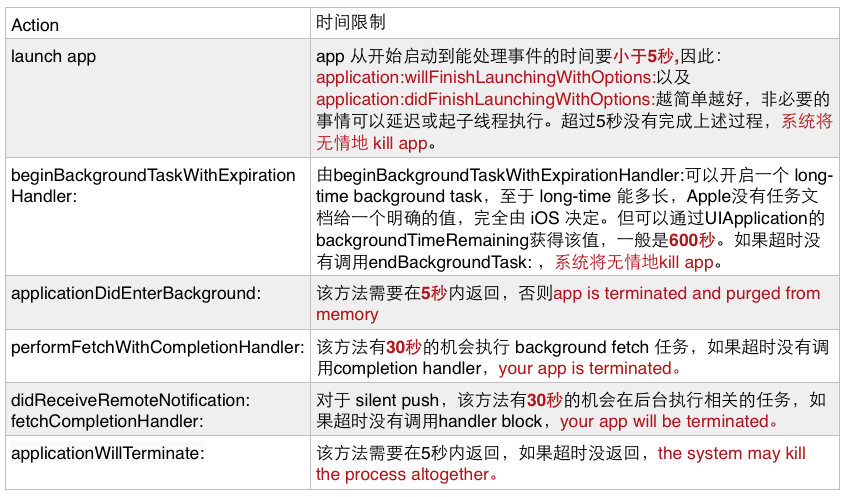 Action
时间限制
launch app
app 从开始启动到能处理事件的时间要小于5秒,因此：
application:willFinishLaunchingWithOptions:以及
application:didFinishLaunchingWithOptions:越简单越好，非必要的
事情可以延迟或起子线程执行。超过5秒没有完成上述过程，系统将
无情地 kill app。
beginBackgroundTaskWithExpiration
Handler:
由beginBackgroundTaskWithExpirationHandler:可以开启一个 long-
time background task，至于 long-time 能多长，Apple没有任务文
档给一个明确的值，完全由 iOS 决定。但可以通过UIApplication的
backgroundTimeRemaining获得该值，一般是600秒。如果超时没
有调用endBackgroundTask: ，系统将无情地kill app。
applicationDidEnterBackground:
该方法需要在5秒内返回，否则app is terminated and purged from
memory
performFetchWithCompletionHandler:
该方法有30秒的机会执行 background fetch 任务，如果超时没有调
用completion handler，your app is terminated。
didReceiveRemoteNotification:
fetchCompletionHandler:
对于 silent push，该方法有30秒的机会在后台执行相关的任务，如
果超时没有调用handler block，your app will be terminated。
applicationWillTerminate:
该方法需要在5秒内返回，如果超时没返回，the system may kill
the process altogether。